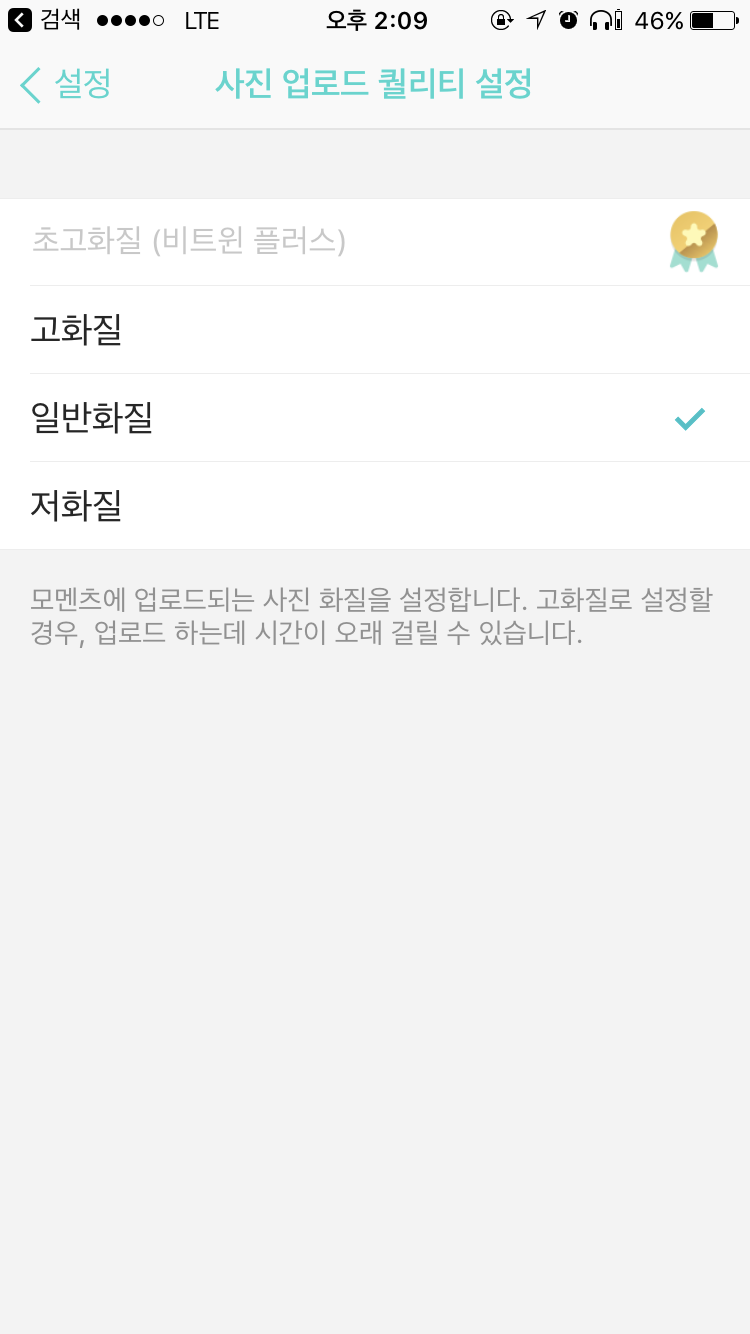 검색 LTE 오후 2:09 46%
설정 사진 업로드 퀄리티 설정
초고화질 (비트윈 플러스)
고화질
일반화질
저화질
모멘츠에 업로드되는 사진 화질을 설정합니다. 고화질로 설정할
경우, 업로드 하는데 시간이 오래 걸릴 수 있습니다.